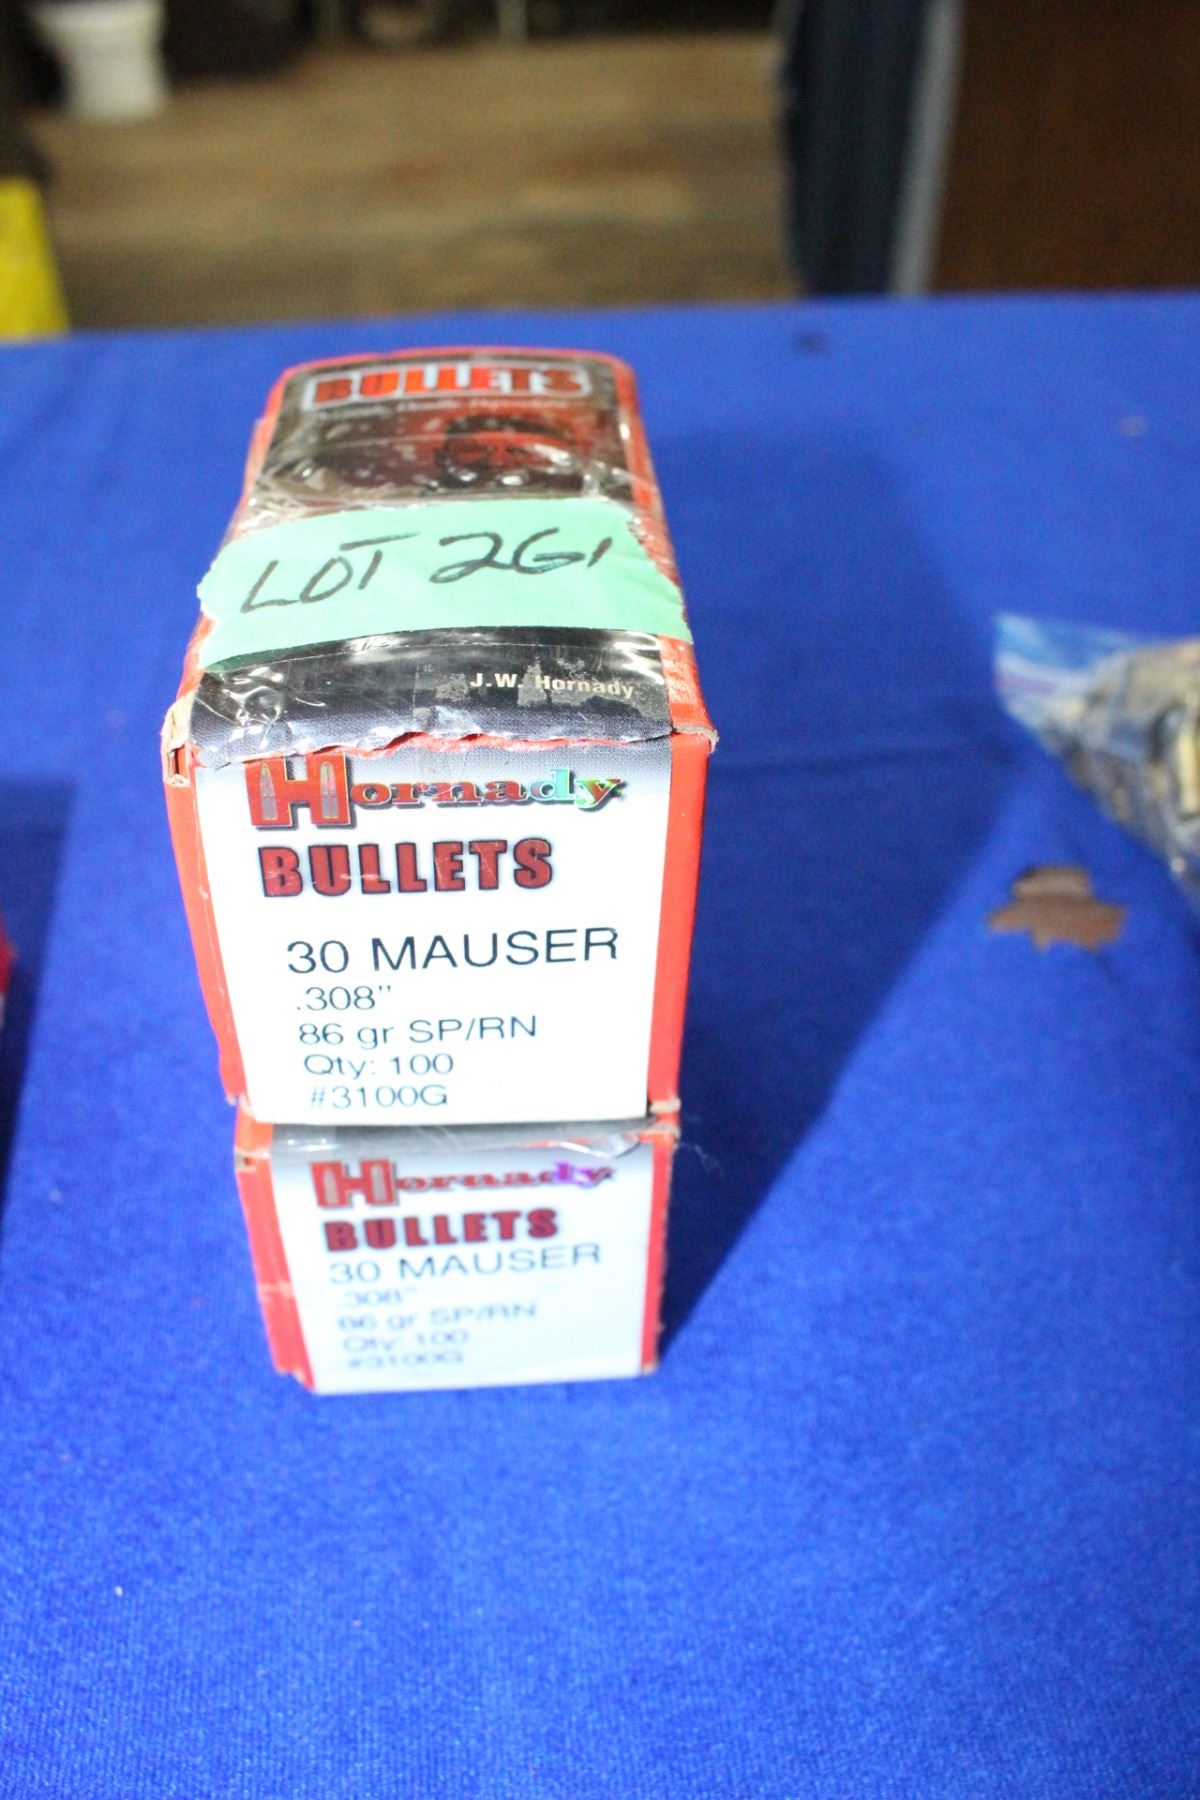 BULLETS
LOT 261
J.W. Hornady
Hornady
BULLETS
30 MAUSER
.308"
86 gr SP/RN
Qty: 100
#3100G
Hornady
BULLETS
30 MAUSER
.308"
86 gr SP/RN
Qty: 100
#3100G